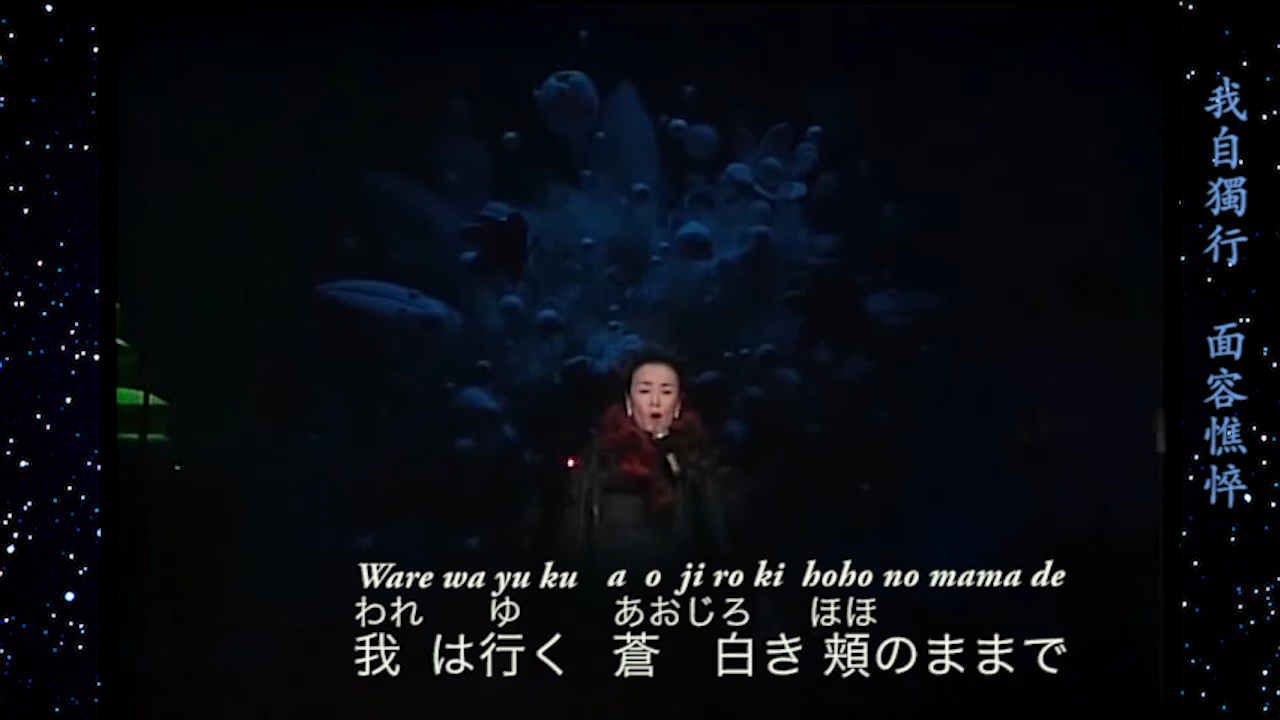 我自獨行 面容憔悴
Ware wa yu ku a o ji ro ki hoho no mama de
われ ゆ あおじろ ほほ
我 は行く 蒼 白き 頬のままで